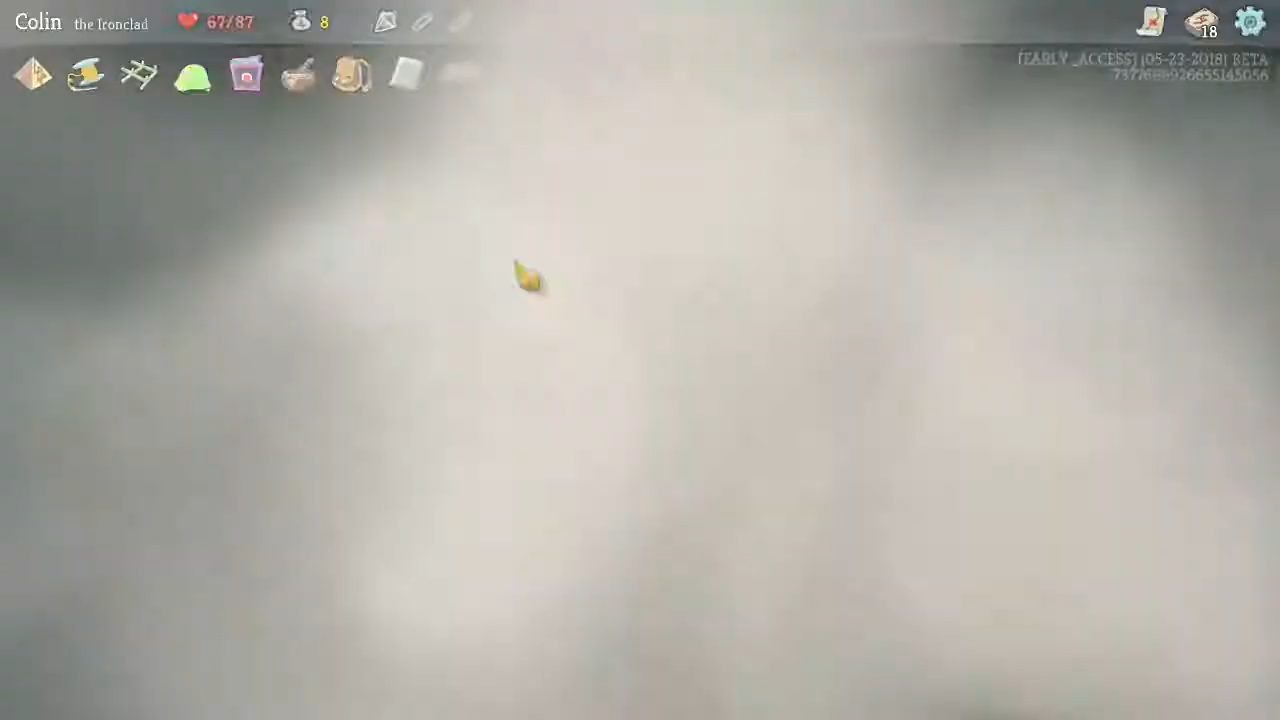 Colin the Ironclad 67/87 8 18
[EARLY_ACCESS] [05-23-2018] BETA